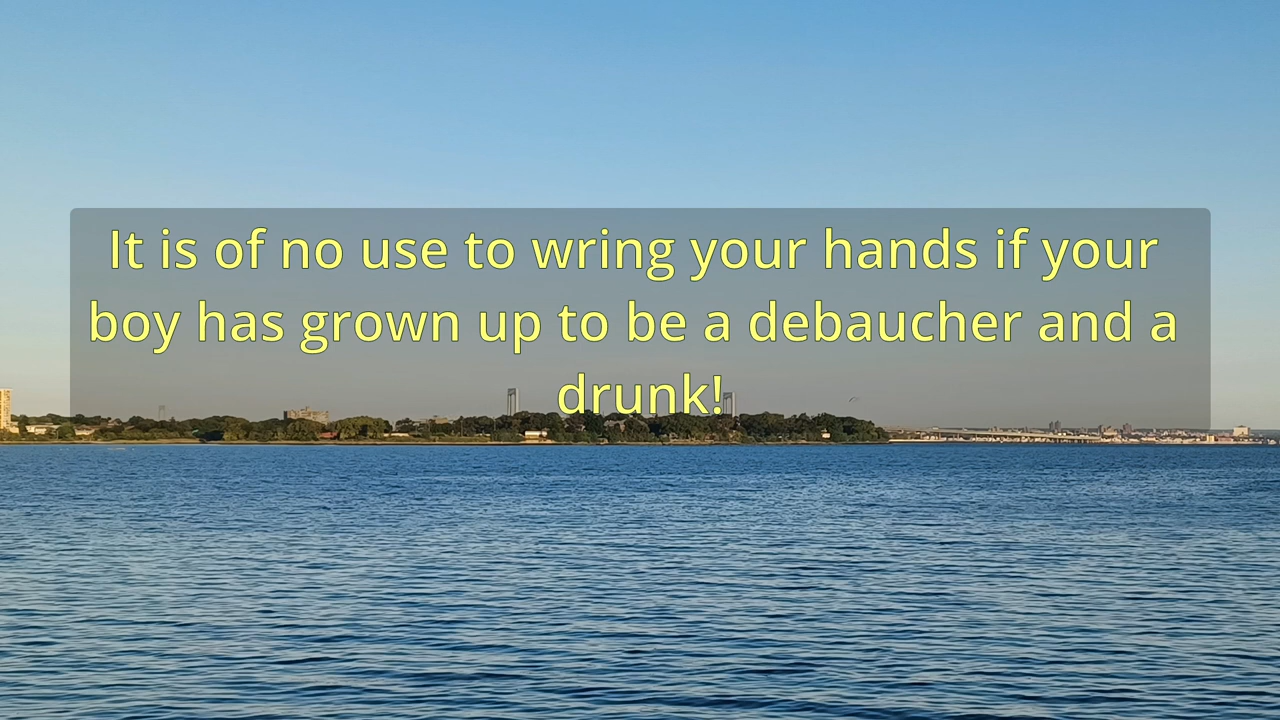 It is of no use to wring your hands if your
boy has grown up to be a debaucher and a
drunk!